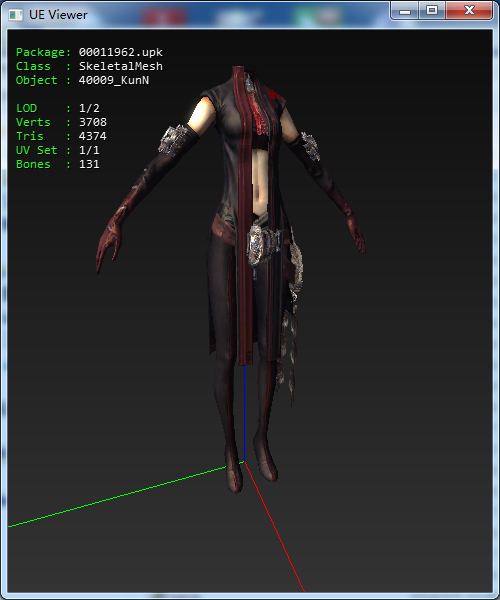 UE Viewer
Package: 00011962.upk
Class : SkeletalMesh
Object : 40009_KunN
LOD : 1/2
Verts : 3708
Tris : 4374
UV Set : 1/1
Bones : 131